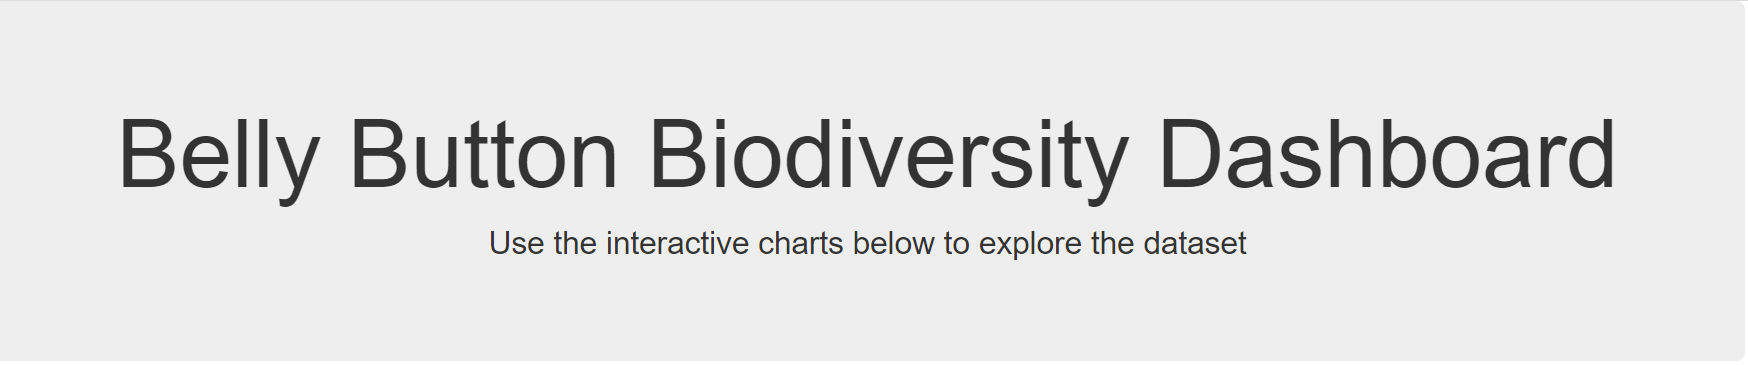 Belly Button Biodiversity Dashboard
Use the interactive charts below to explore the dataset